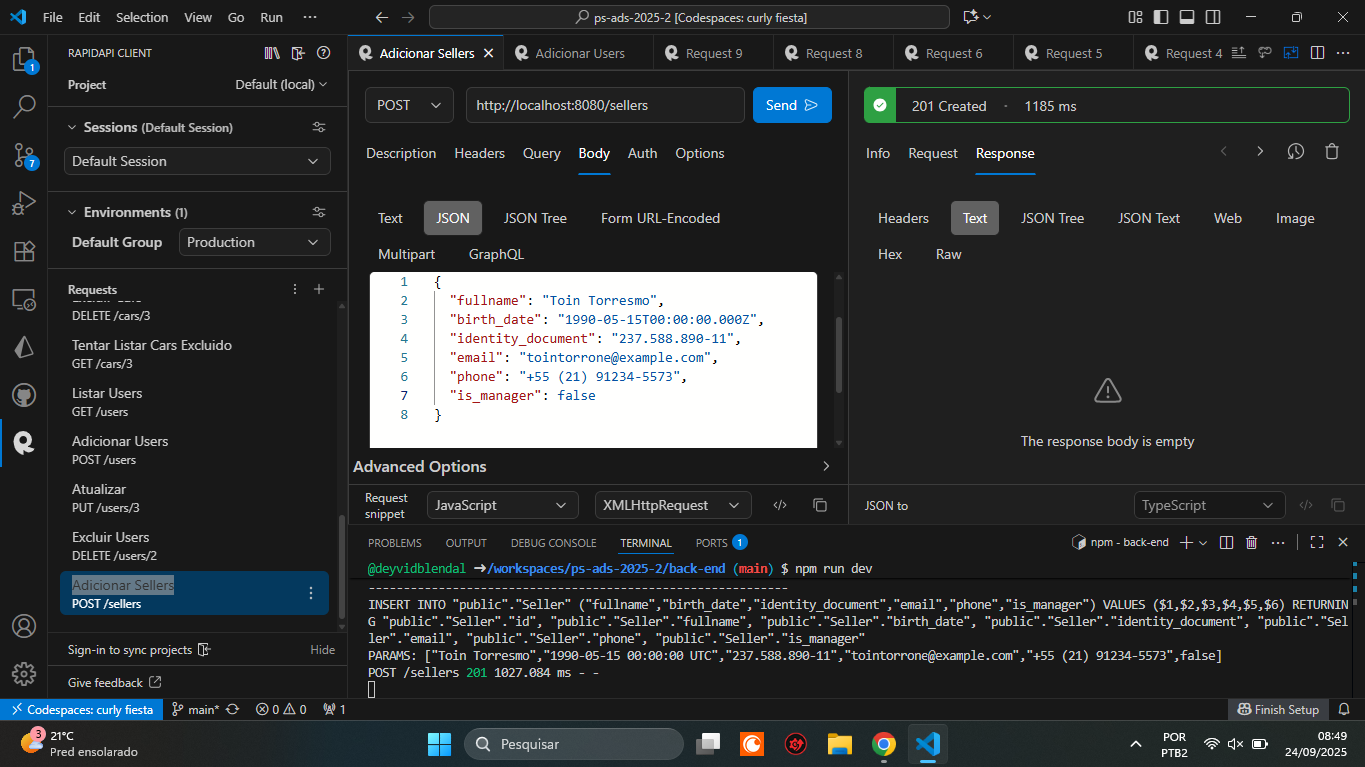 File Edit Selection View Go Run ···
ps-ads-2025-2 [Codespaces: curly fiesta]
RAPIDAPI CLIENT
Project Default (local)
Sessions (Default Session)
Default Session
Environments (1)
Default Group Production
Requests
DELETE /cars/3
Tentar Listar Cars Excluido
GET /cars/3
Listar Users
GET /users
Adicionar Users
POST /users
Atualizar
PUT /users/3
Excluir Users
DELETE /users/2
Adicionar Sellers
POST /sellers
Sign-in to sync projects Hide
Give feedback
1
7
Adicionar Sellers Adicionar Users Request 9 Request 8 Request 6 Request 5 Request 4
POST http://localhost:8080/sellers Send
Description Headers Query Body Auth Options
Text JSON JSON Tree Form URL-Encoded
Multipart GraphQL
1 {
2 "fullname": "Toin Torresmo",
3 "birth_date": "1990-05-15T00:00:00.000Z",
4 "identity_document": "237.588.890-11",
5 "email": "tointorrone@example.com",
6 "phone": "+55 (21) 91234-5573",
7 "is_manager": false
8 }
Advanced Options
Request snippet JavaScript XMLHttpRequest
201 Created · 1185 ms
Info Request Response
Headers Text JSON Tree JSON Text Web Image
Hex Raw
The response body is empty
JSON to TypeScript
PROBLEMS OUTPUT DEBUG CONSOLE TERMINAL PORTS 1
npm - back-end
@deyvidblendal ➜/workspaces/ps-ads-2025-2/back-end (main) $ npm run dev
------------------------------------------------------------
INSERT INTO "public"."Seller" ("fullname","birth_date","identity_document","email","phone","is_manager") VALUES ($1,$2,$3,$4,$5,$6) RETURNIN
G "public"."Seller"."id", "public"."Seller"."fullname", "public"."Seller"."birth_date", "public"."Seller"."identity_document", "public"."Sel
ler"."email", "public"."Seller"."phone", "public"."Seller"."is_manager"
PARAMS: ["Toin Torresmo","1990-05-15 00:00:00 UTC","237.588.890-11","tointorrone@example.com","+55 (21) 91234-5573",false]
POST /sellers 201 1027.084 ms - -
Codespaces: curly fiesta main* 0 0 1 Finish Setup
3
21°C
Pred ensolarado
Pesquisar
POR
PTB2
08:49
24/09/2025